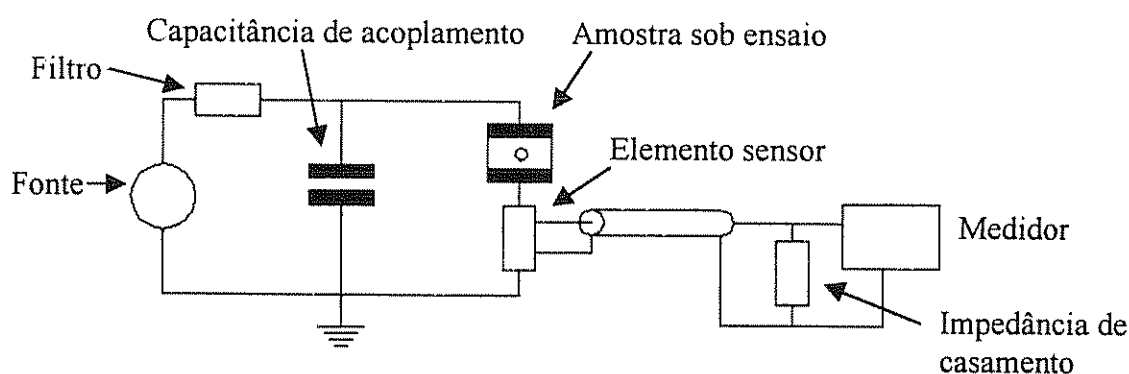 Capacitância de acoplamento
Amostra sob ensaio
Filtro
Elemento sensor
Fonte
Medidor
Impedância de
casamento